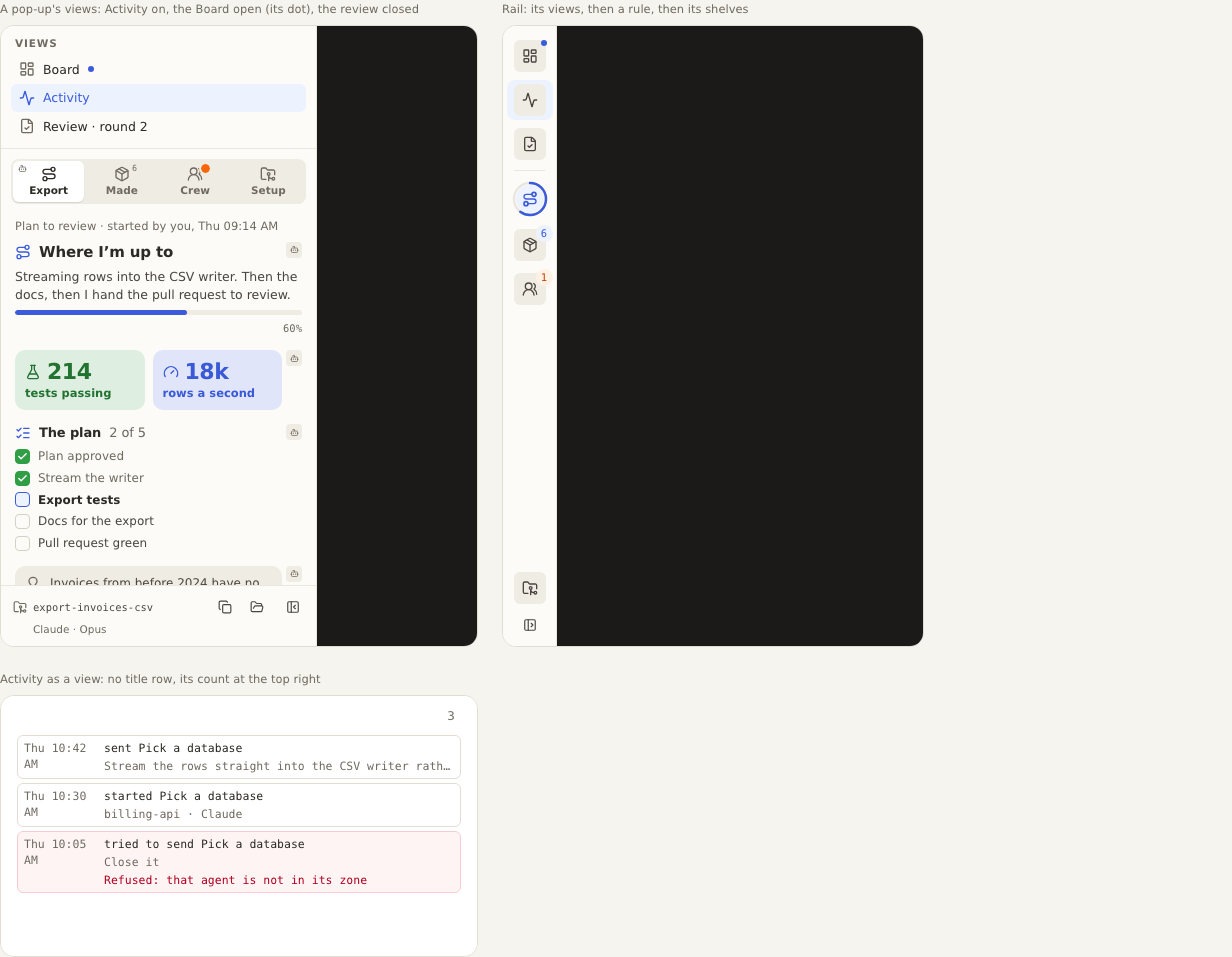 A pop-up's views: Activity on, the Board open (its dot), the review closed
VIEWS
Board
Activity
Review · round 2
Export
6
Made
Crew
Setup
Plan to review · started by you, Thu 09:14 AM
Where I’m up to
Streaming rows into the CSV writer. Then the
docs, then I hand the pull request to review.
60%
214
tests passing
18k
rows a second
The plan 2 of 5
Plan approved
Stream the writer
Export tests
Docs for the export
Pull request green
Invoices from before 2024 have no
export-invoices-csv
Claude · Opus
Rail: its views, then a rule, then its shelves
6
1
Activity as a view: no title row, its count at the top right
3
Thu 10:42
AM
sent Pick a database
Stream the rows straight into the CSV writer rath…
Thu 10:30
AM
started Pick a database
billing-api · Claude
Thu 10:05
AM
tried to send Pick a database
Close it
Refused: that agent is not in its zone